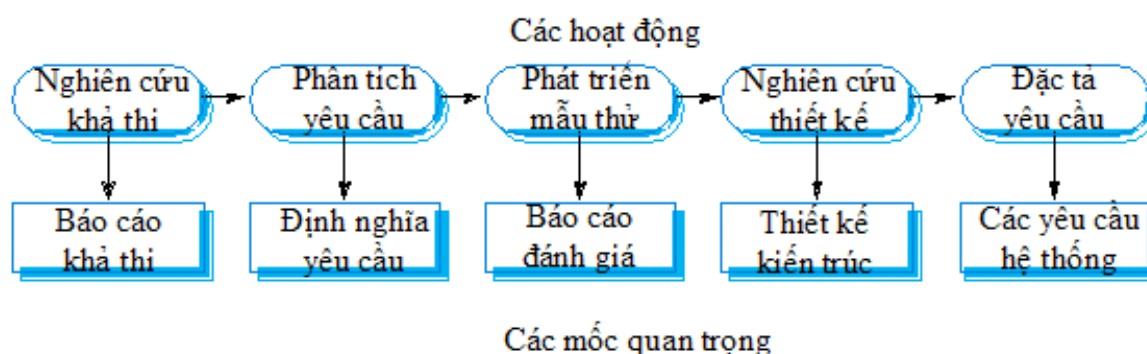 Các hoạt động
Nghiên cứu
khả thi
Phân tích
yêu cầu
Phát triển
mẫu thử
Nghiên cứu
thiết kế
Đặc tả
yêu cầu
Báo cáo
khả thi
Định nghĩa
yêu cầu
Báo cáo
đánh giá
Thiết kế
kiến trúc
Các yêu cầu
hệ thống
Các mốc quan trọng